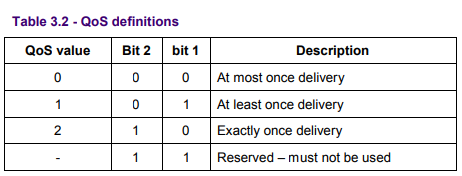 Table 3.2 - QoS definitions
QoS value Bit 2 bit 1 Description
0 0 0 At most once delivery
1 0 1 At least once delivery
2 1 0 Exactly once delivery
- 1 1 Reserved – must not be used